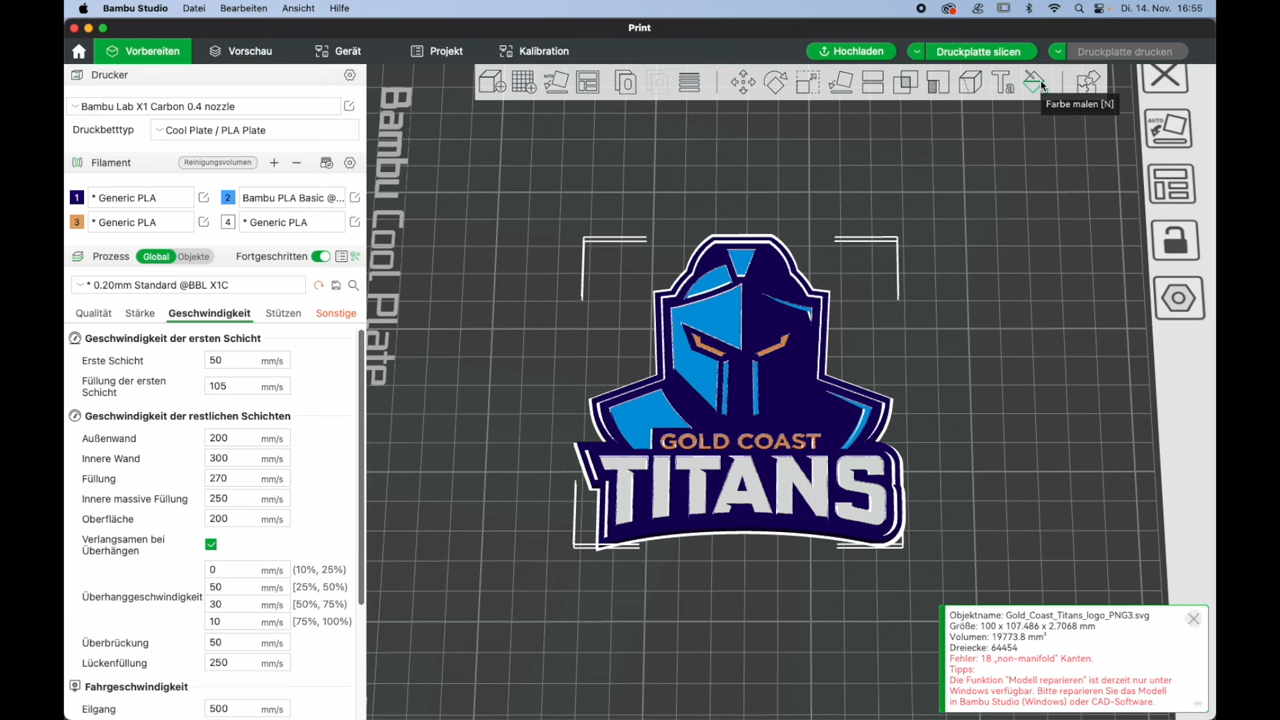 Bambu Studio Datei Bearbeiten Ansicht Hilfe Di. 14. Nov. 16:55
Print
Vorbereiten Vorschau Gerät Projekt Kalibration Hochladen Druckplatte slicen Druckplatte drucken
Drucker
Bambu Lab X1 Carbon 0.4 nozzle
Druckbetttyp Cool Plate / PLA Plate
Filament Reinigungsvolumen
1 * Generic PLA 2 Bambu PLA Basic @...
3 * Generic PLA 4 * Generic PLA
Prozess Global Objekte Fortgeschritten
* 0.20mm Standard @BBL X1C
Qualität Stärke Geschwindigkeit Stützen Sonstige
Geschwindigkeit der ersten Schicht
Erste Schicht 50 mm/s
Füllung der ersten
Schicht 105 mm/s
Geschwindigkeit der restlichen Schichten
Außenwand 200 mm/s
Innere Wand 300 mm/s
Füllung 270 mm/s
Innere massive Füllung 250 mm/s
Oberfläche 200 mm/s
Verlangsamen bei
Überhängen
0 mm/s (10%, 25%)
50 mm/s [25%, 50%)
Überhanggeschwindigkeit
30 mm/s [50%, 75%)
10 mm/s [75%, 100%)
Überbrückung 50 mm/s
Lückenfüllung 250 mm/s
Fahrgeschwindigkeit
Eilgang 500 mm/s
AUTO
Farbe malen [N]
Bambu Cool Plate
AUTO
GOLD COAST
TITANS
Objektname: Gold_Coast_Titans_logo_PNG3.svg
Größe: 100 x 107.486 x 2.7068 mm
Volumen: 19773.8 mm³
Dreiecke: 64454
Fehler: 18 „non-manifold" Kanten.
Tipps:
Die Funktion "Modell reparieren" ist derzeit nur unter
Windows verfügbar. Bitte reparieren Sie das Modell
in Bambu Studio (Windows) oder CAD-Software.